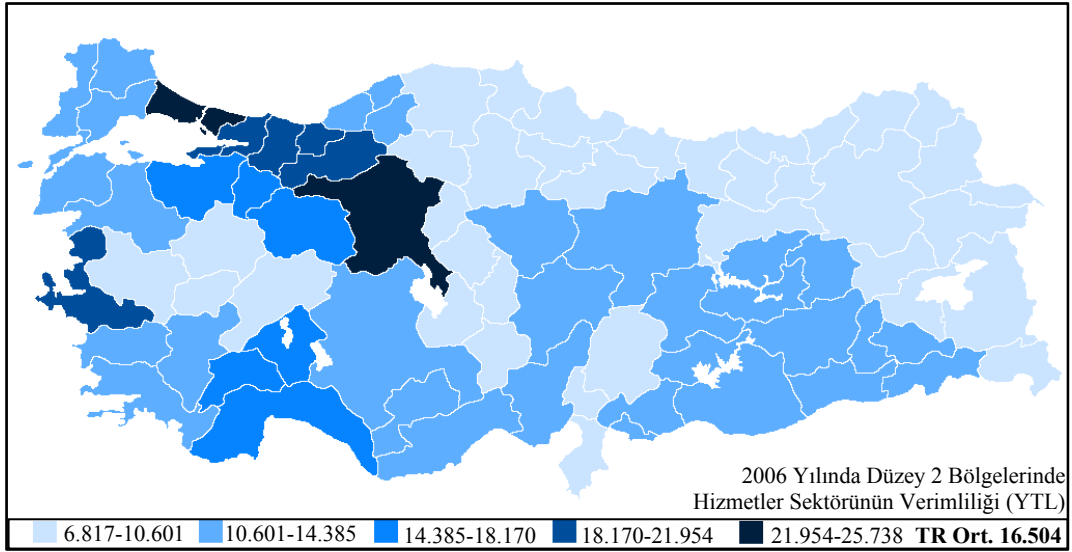 2006 Yılında Düzey 2 Bölgelerinde
Hizmetler Sektörünün Verimliliği (YTL)
6.817-10.601 10.601-14.385 14.385-18.170 18.170-21.954 21.954-25.738 TR Ort. 16.504